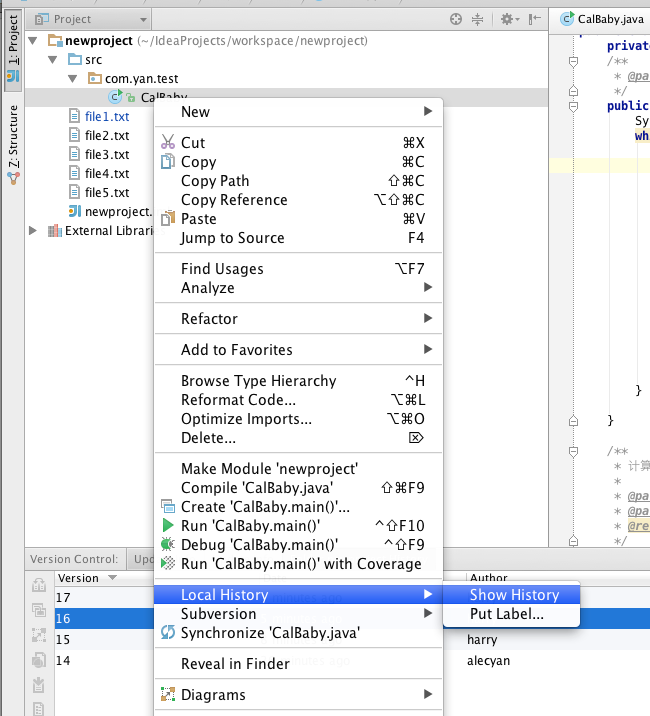 Project
CalBaby.java
1: Project
7: Structure
newproject (~/IdeaProjects/workspace/newproject)
src
com.yan.test
CalBaby
file1.txt
file2.txt
file3.txt
file4.txt
file5.txt
newproject.
External Librari
New
Cut ⌘X
Copy ⌘C
Copy Path ⇧⌘C
Copy Reference ⌥⇧⌘C
Paste ⌘V
Jump to Source F4
Find Usages ⌥F7
Analyze
Refactor
Add to Favorites
Browse Type Hierarchy ^H
Reformat Code... ⌥⌘L
Optimize Imports... ⌥⌘O
Delete... ⌦
Make Module 'newproject'
Compile 'CalBaby.java' ⇧⌘F9
Create 'CalBaby.main()'...
Run 'CalBaby.main()' ^⇧F10
Debug 'CalBaby.main()' ^⇧F9
Run 'CalBaby.main()' with Coverage
Local History
Subversion
Synchronize 'CalBaby.java'
Reveal in Finder
Diagrams
Show History
Put Label...
private
/**
* @pa
*/
public
Sy
wh
}
}
/**
* 计算
*
* @pa
* @pa
* @re
*/
Version Control: Upd
Version Author
17
16
15 harry
14 alecyan